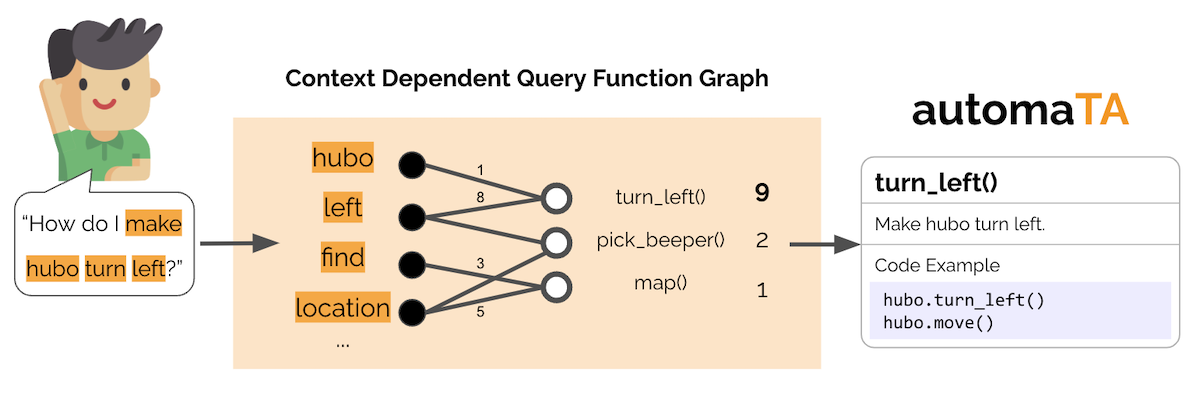 Context Dependent Query Function Graph
automaTA
“How do I make
hubo turn left?”
hubo
left
find
location
...
1
8
3
5
turn_left()
9
pick_beeper()
2
map()
1
turn_left()
Make hubo turn left.
Code Example
hubo.turn_left()
hubo.move()